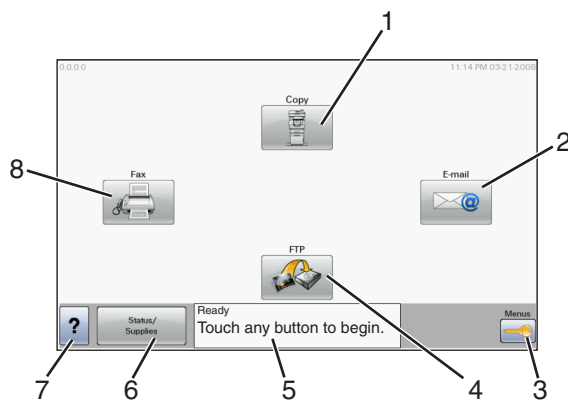 1
0.0.0.0
11:14 PM 03-21-2008
Copy
2
8
Fax
E-mail
@
FTP
Ready
Menus
?
Status/
Supplies
Touch any button to begin.
7
6
5
4
3